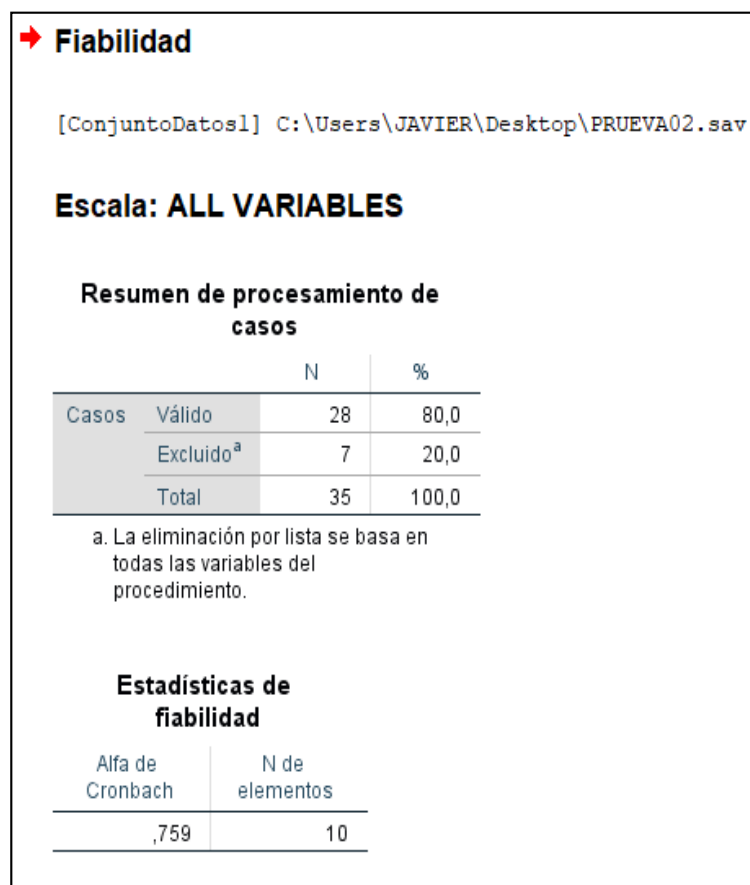 Fiabilidad
[ConjuntoDatos1] C:\Users\JAVIER\Desktop\PRUEVA02.sav
Escala: ALL VARIABLES
Resumen de procesamiento de
casos
N %
Casos Válido 28 80,0
Excluidoᵃ 7 20,0
Total 35 100,0
a. La eliminación por lista se basa en
todas las variables del
procedimiento.
Estadísticas de
fiabilidad
Alfa de N de
Cronbach elementos
,759 10